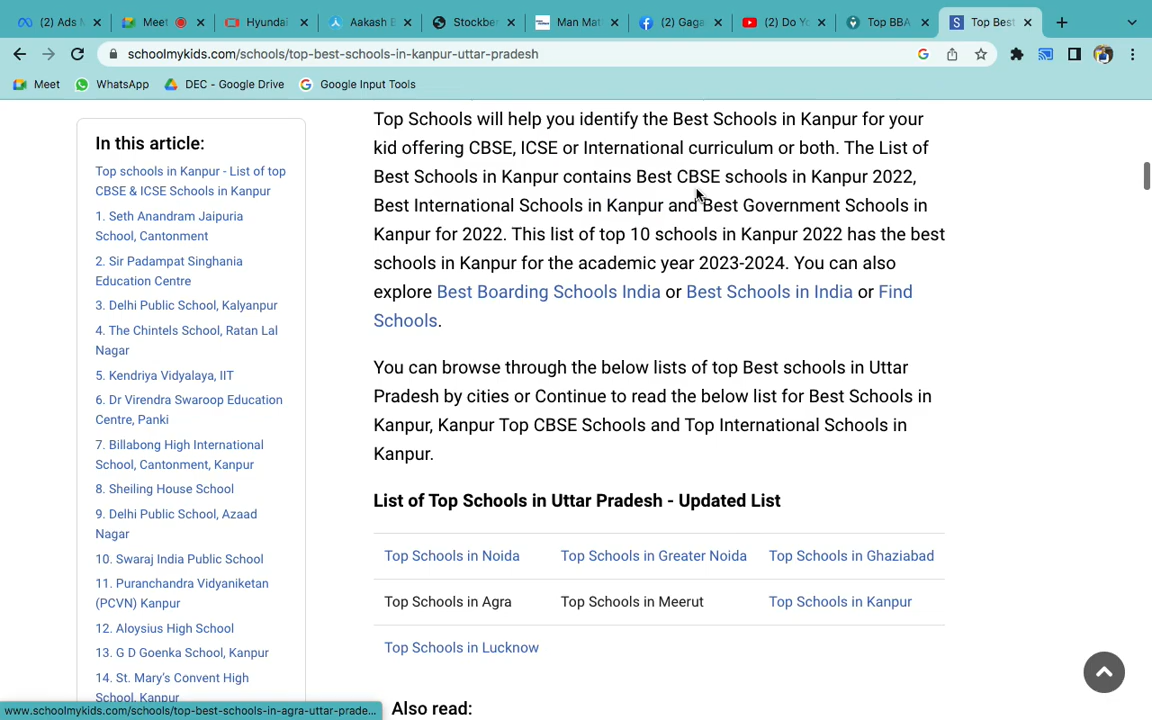 (2) Ads M
Meet
Hyundai
Aakash B
Stockber
Man Mat
(2) Gaga
(2) Do Yo
Top BBA
Top Best
schoolmykids.com/schools/top-best-schools-in-kanpur-uttar-pradesh
Meet
WhatsApp
DEC - Google Drive
Google Input Tools
In this article:
Top schools in Kanpur - List of top
CBSE & ICSE Schools in Kanpur
1. Seth Anandram Jaipuria
School, Cantonment
2. Sir Padampat Singhania
Education Centre
3. Delhi Public School, Kalyanpur
4. The Chintels School, Ratan Lal
Nagar
5. Kendriya Vidyalaya, IIT
6. Dr Virendra Swaroop Education
Centre, Panki
7. Billabong High International
School, Cantonment, Kanpur
8. Sheiling House School
9. Delhi Public School, Azaad
Nagar
10. Swaraj India Public School
11. Puranchandra Vidyaniketan
(PCVN) Kanpur
12. Aloysius High School
13. G D Goenka School, Kanpur
14. St. Mary's Convent High
School, Kanpur
Top Schools will help you identify the Best Schools in Kanpur for your
kid offering CBSE, ICSE or International curriculum or both. The List of
Best Schools in Kanpur contains Best CBSE schools in Kanpur 2022,
Best International Schools in Kanpur and Best Government Schools in
Kanpur for 2022. This list of top 10 schools in Kanpur 2022 has the best
schools in Kanpur for the academic year 2023-2024. You can also
explore Best Boarding Schools India or Best Schools in India or Find
Schools.
You can browse through the below lists of top Best schools in Uttar
Pradesh by cities or Continue to read the below list for Best Schools in
Kanpur, Kanpur Top CBSE Schools and Top International Schools in
Kanpur.
List of Top Schools in Uttar Pradesh - Updated List
Top Schools in Noida
Top Schools in Greater Noida
Top Schools in Ghaziabad
Top Schools in Agra
Top Schools in Meerut
Top Schools in Kanpur
Top Schools in Lucknow
Also read:
www.schoolmykids.com/schools/top-best-schools-in-agra-uttar-prade...